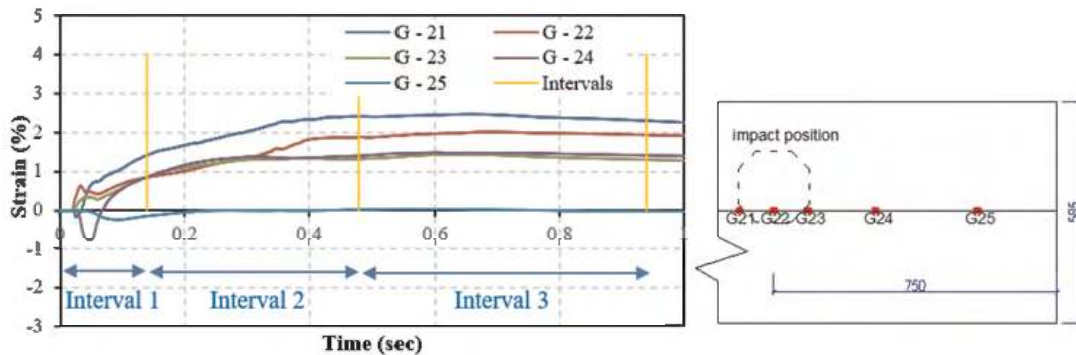 5
4
3
2
1
0
-1
-2
-3
Strain (%)
G - 21
G - 22
G - 23
G - 24
G - 25
Intervals
0
0.2
0.4
0.6
0.8
Interval 1
Interval 2
Interval 3
Time (sec)
impact position
G21
G22
G23
G24
G25
750
585